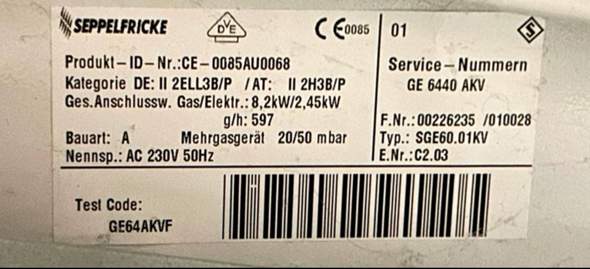 SEPPELFRICKE DVE CE0085 01 S
Produkt-ID-Nr.:CE-0085AU0068
Service-Nummern
Kategorie DE: II 2ELL3B/P /AT: II 2H3B/P
GE 6440 AKV
Ges.Anschlussw. Gas/Elektr.: 8,2kW/2,45kW
g/h: 597
F.Nr.: 00226235 /010028
Bauart: A Mehrgasgerät 20/50 mbar
Typ.: SGE60.01KV
Nennsp.: AC 230V 50Hz
E.Nr.:C2.03
Test Code:
GE64AKVF